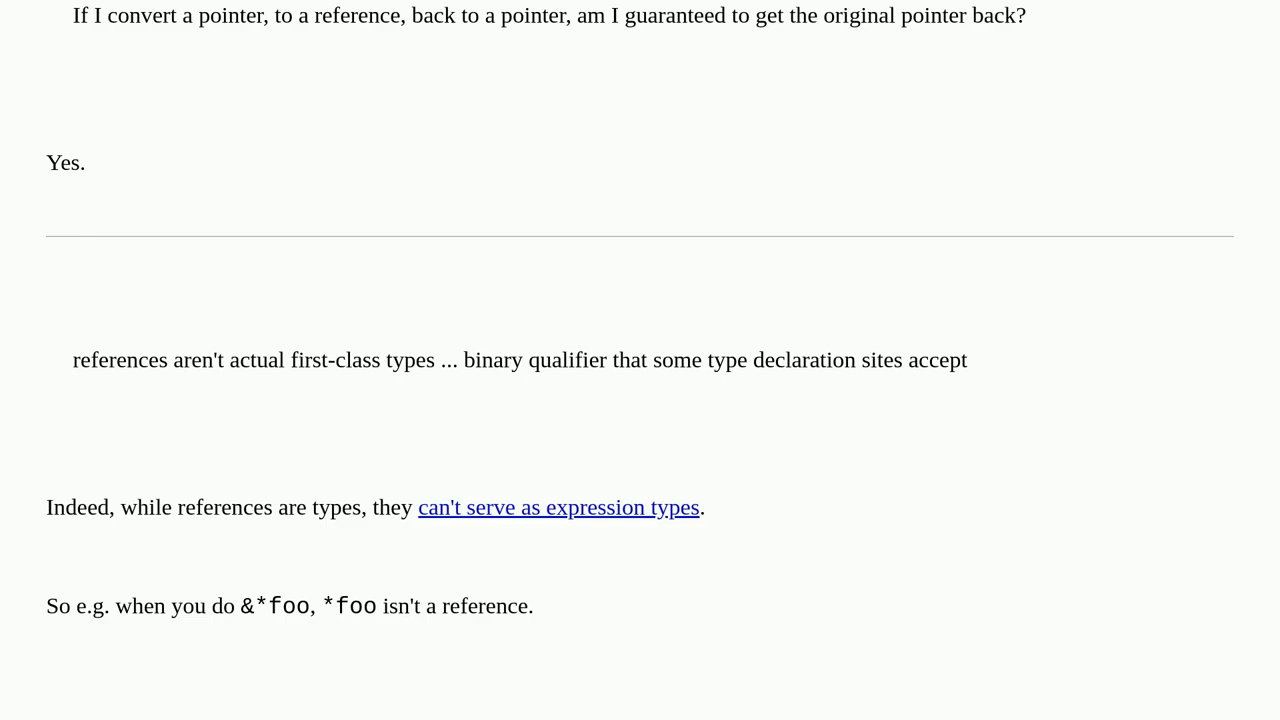 If I convert a pointer, to a reference, back to a pointer, am I guaranteed to get the original pointer back?
Yes.
references aren't actual first-class types ... binary qualifier that some type declaration sites accept
Indeed, while references are types, they can't serve as expression types.
So e.g. when you do &*foo, *foo isn't a reference.